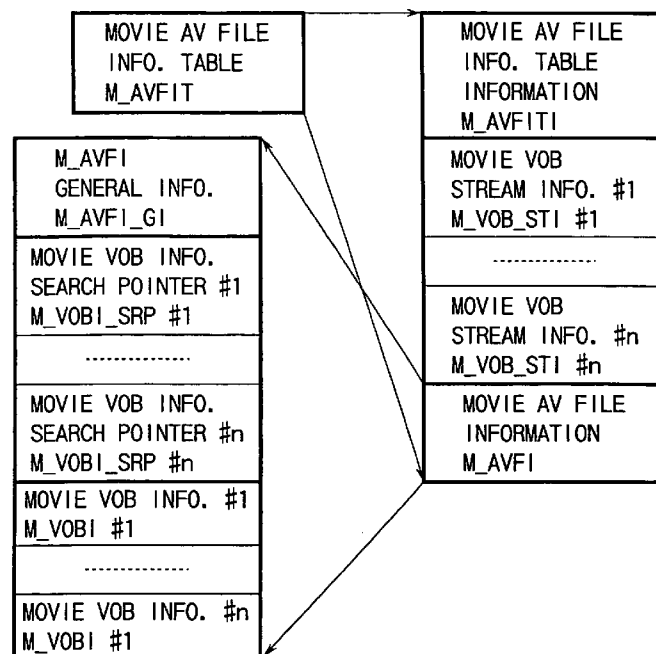 MOVIE AV FILE
INFO. TABLE
M_AVFIT
MOVIE AV FILE
INFO. TABLE
INFORMATION
M_AVFITI
MOVIE VOB
STREAM INFO. #1
M_VOB_STI #1
MOVIE VOB
STREAM INFO. #n
M_VOB_STI #n
MOVIE AV FILE
INFORMATION
M_AVFI
M_AVFI
GENERAL INFO.
M_AVFI_GI
MOVIE VOB INFO.
SEARCH POINTER #1
M_VOBI_SRP #1
MOVIE VOB INFO.
SEARCH POINTER #n
M_VOBI_SRP #n
MOVIE VOB INFO. #1
M_VOBI #1
MOVIE VOB INFO. #n
M_VOBI #1